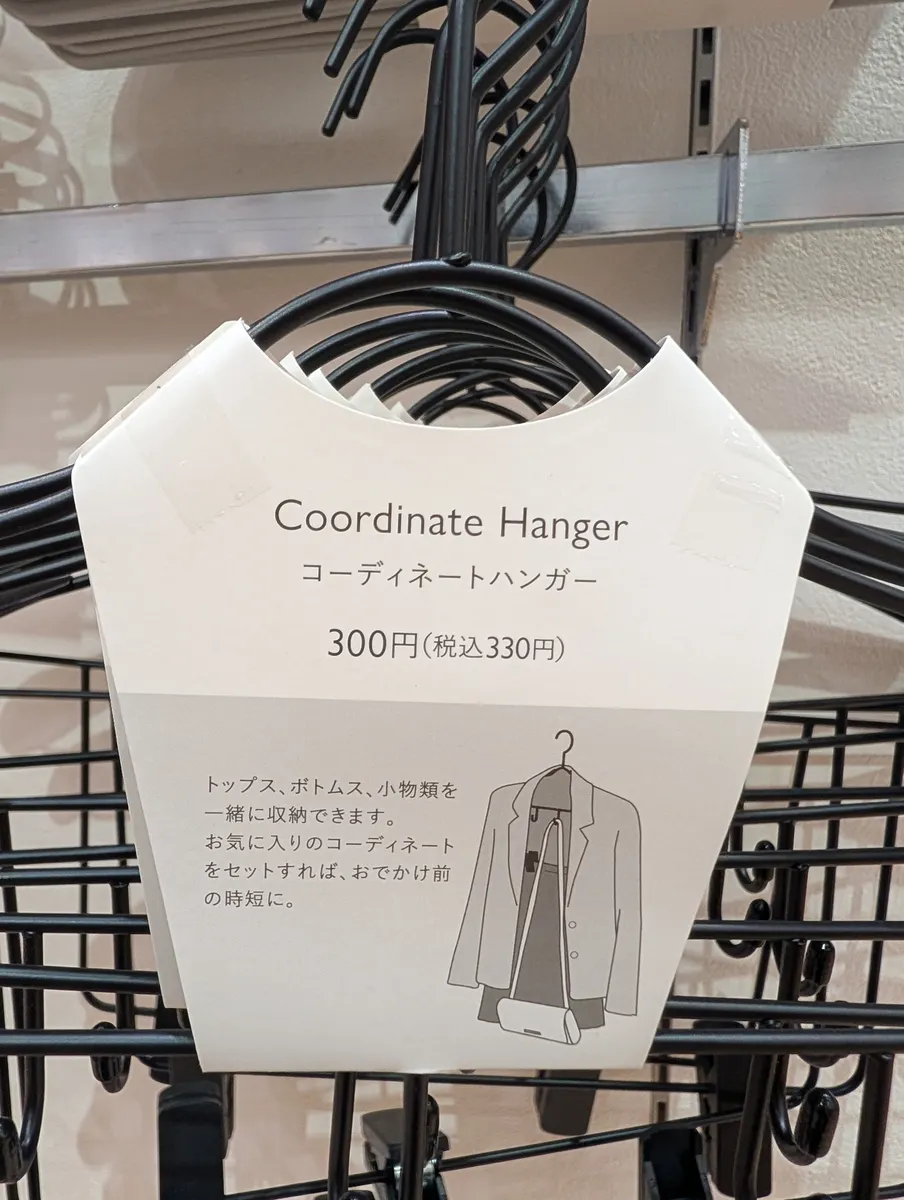 Coordinate Hanger
コーディネートハンガー
300円(税込330円)
トップス、ボトムス、小物類を
一緒に収納できます。
お気に入りのコーディネート
をセットすれば、おでかけ前
の時短に。